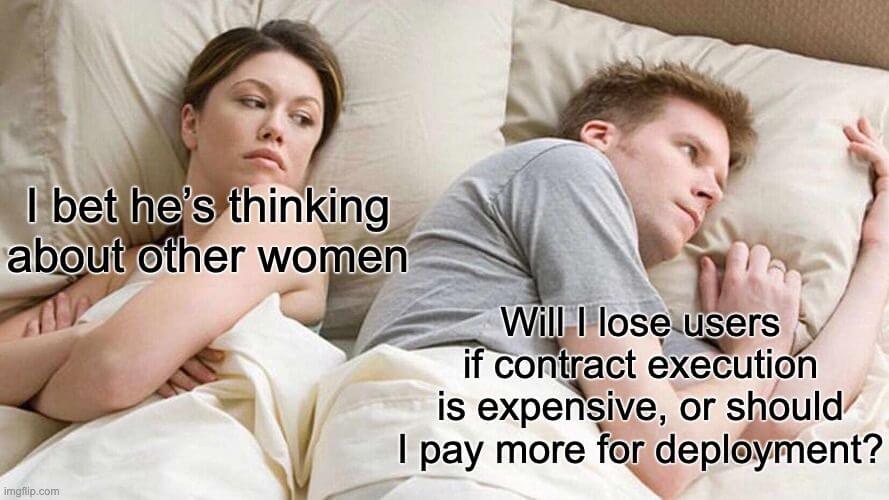 I bet he's thinking
about other women
Will I lose users
if contract execution
is expensive, or should
I pay more for deployment?
imgflip.com